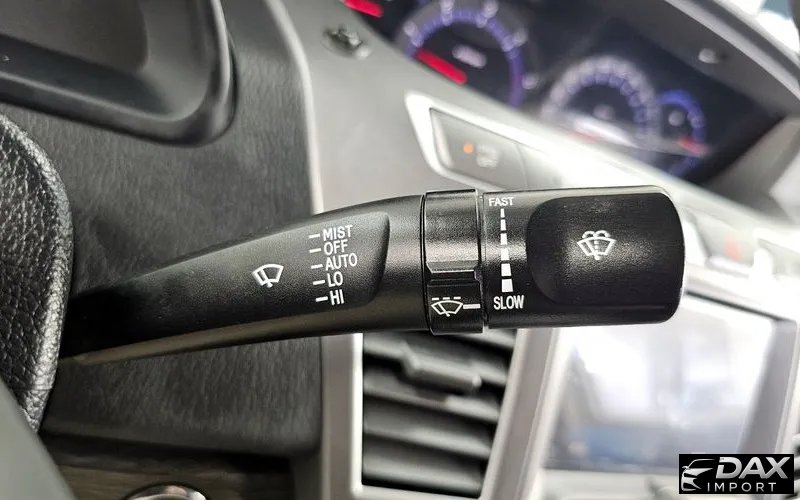 MIST
OFF
AUTO
LO
HI
FAST
SLOW
DAX
IMPORT